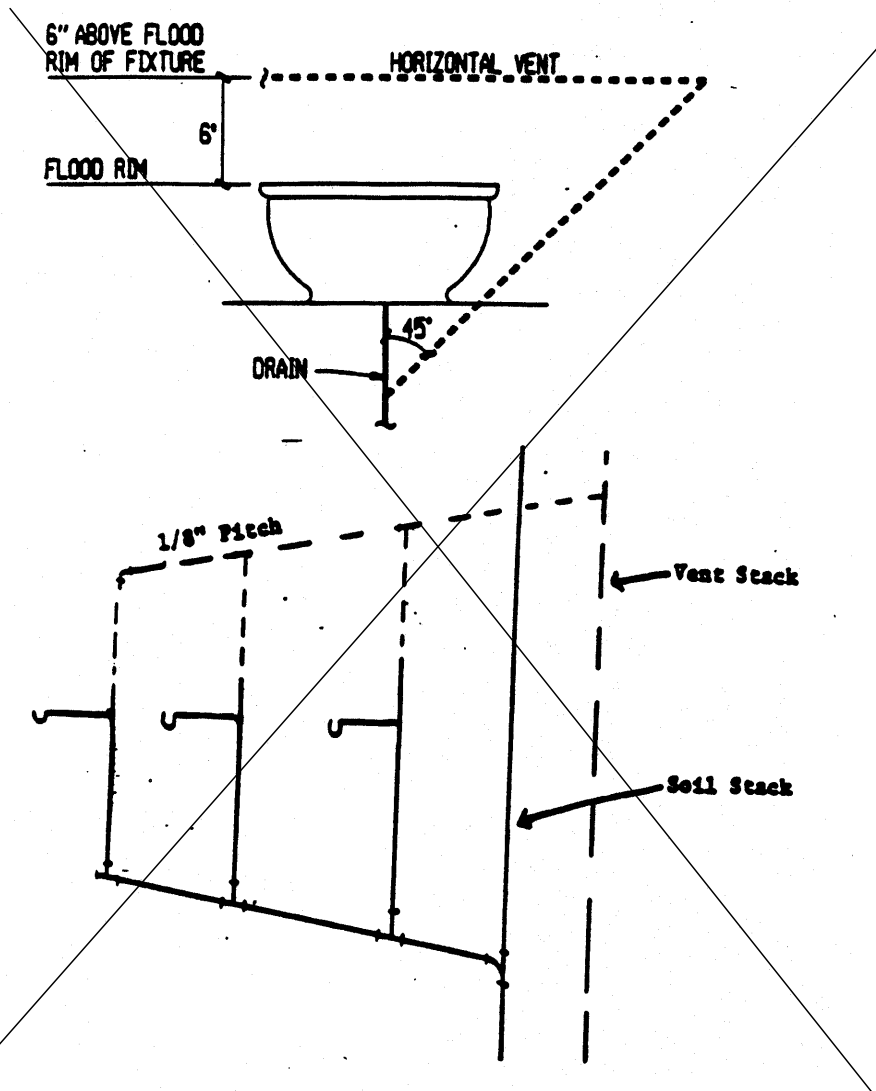 6" ABOVE FLOOD
RIM OF FIXTURE
HORIZONTAL VENT
6"
FLOOD RIM
45°
DRAIN
1/8" Pitch
Vent Stack
Soil Stack